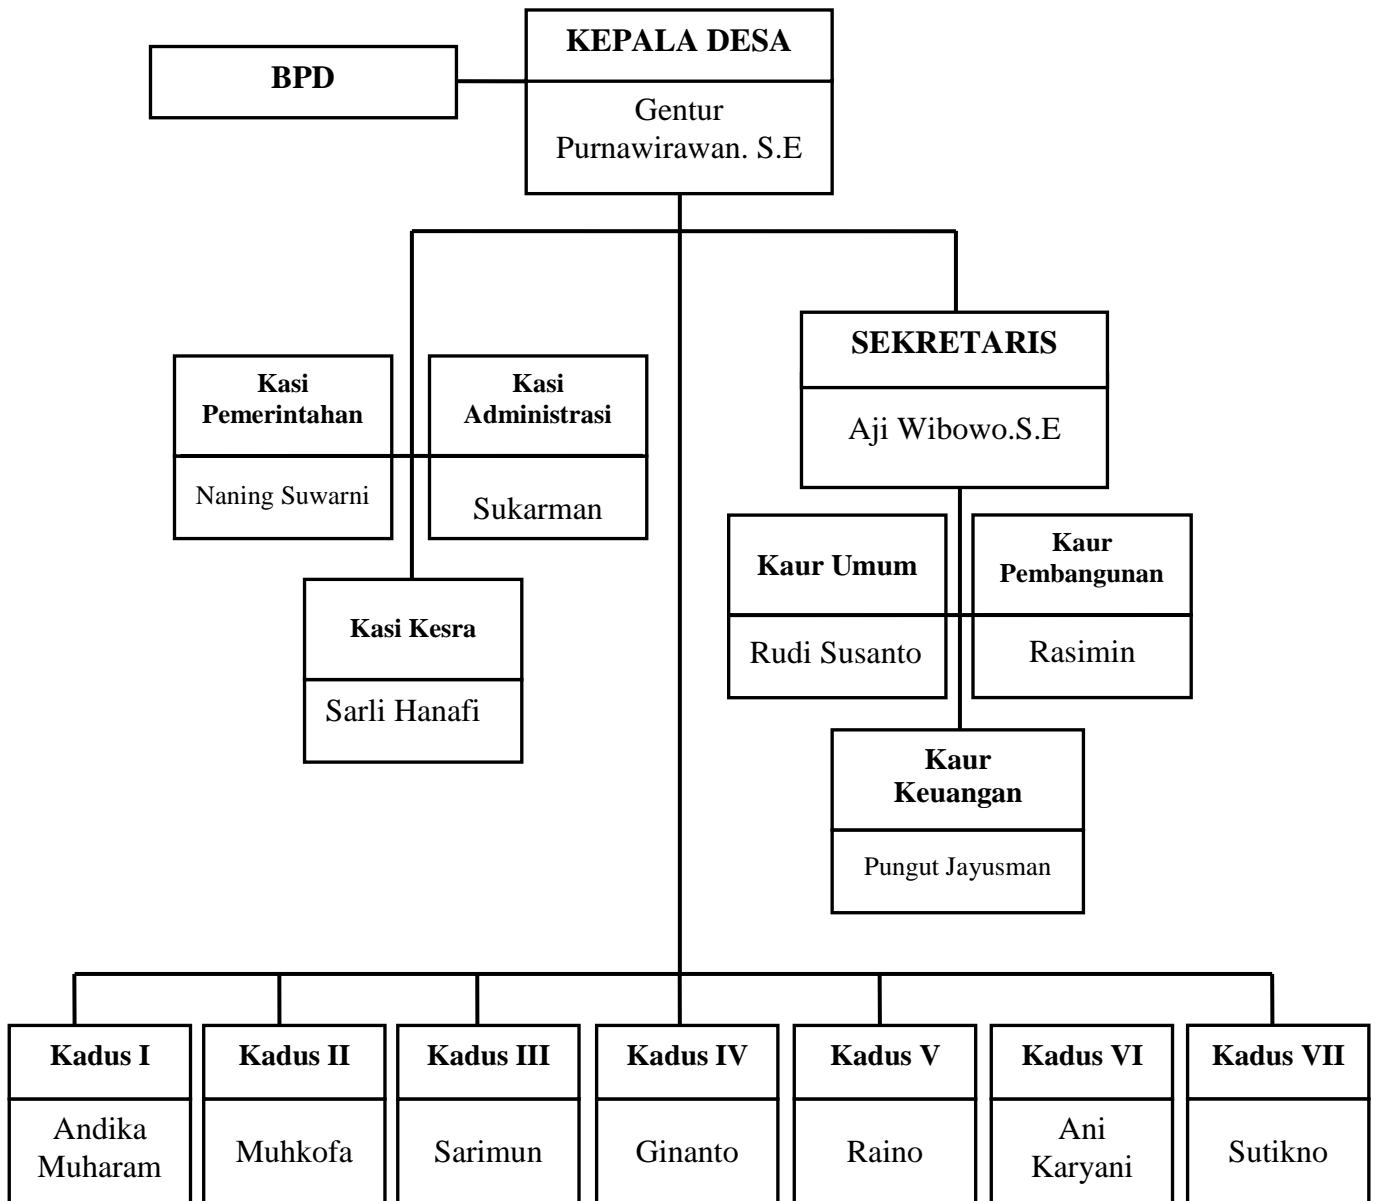 KEPALA DESA
BPD
Gentur
Purnawirawan. S.E
SEKRETARIS
Aji Wibowo.S.E
Kasi
Pemerintahan
Naning Suwarni
Kasi
Administrasi
Sukarman
Kasi Kesra
Sarli Hanafi
Kaur Umum
Rudi Susanto
Kaur
Pembangunan
Rasimin
Kaur
Keuangan
Pungut Jayusman
Kadus I
Andika
Muharam
Kadus II
Muhkofa
Kadus III
Sarimun
Kadus IV
Ginanto
Kadus V
Raino
Kadus VI
Ani
Karyani
Kadus VII
Sutikno